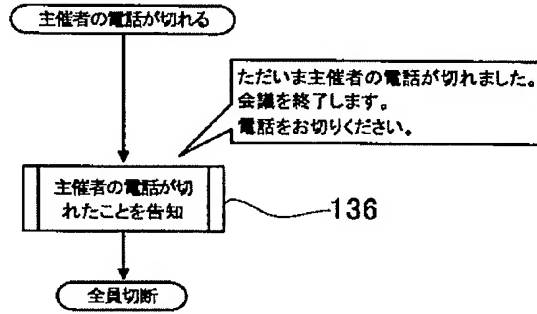 主催者の電話が切れる
ただいま主催者の電話が切れました。
会議を終了します。
電話をお切りください。
主催者の電話が切
れたことを告知
136
全員切断